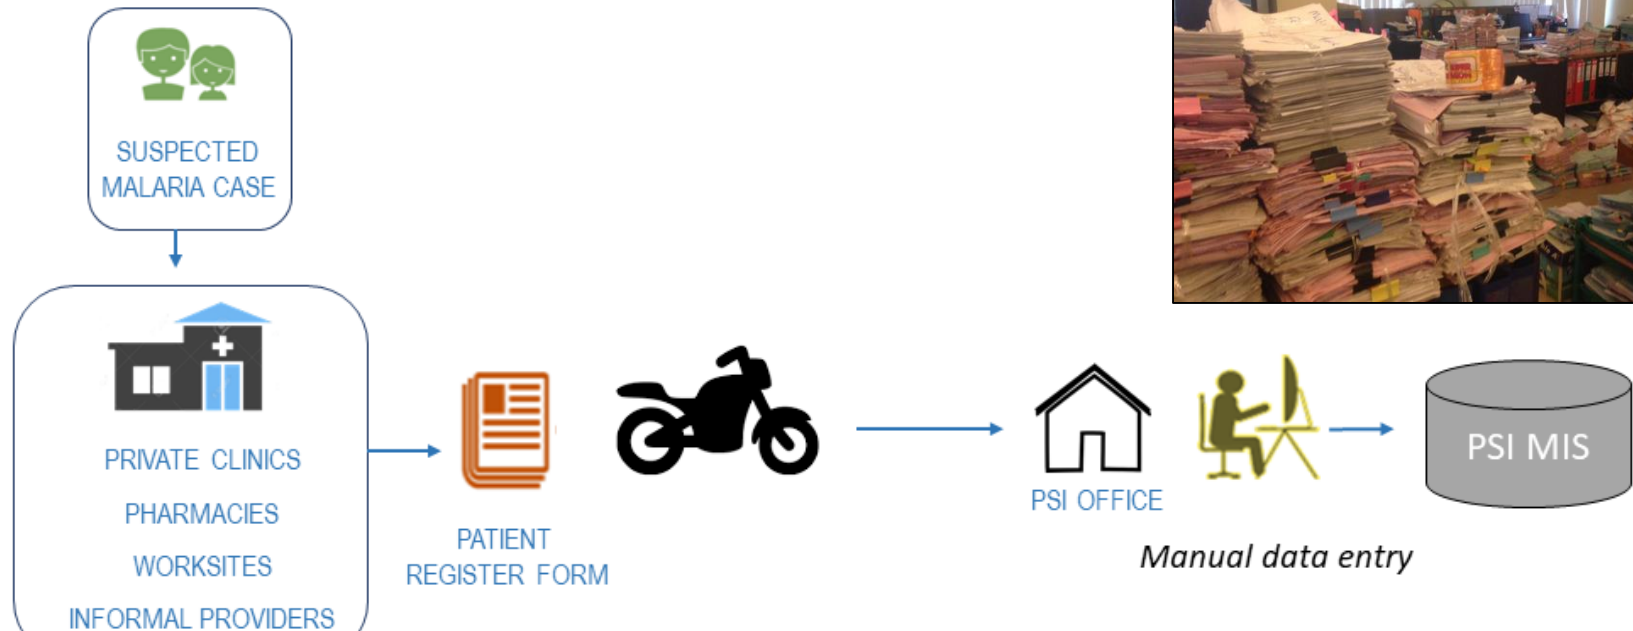 SUSPECTED
MALARIA CASE
PRIVATE CLINICS
PHARMACIES
WORKSITES
INFORMAL PROVIDERS
PATIENT
REGISTER FORM
PSI OFFICE
Manual data entry
PSI MIS